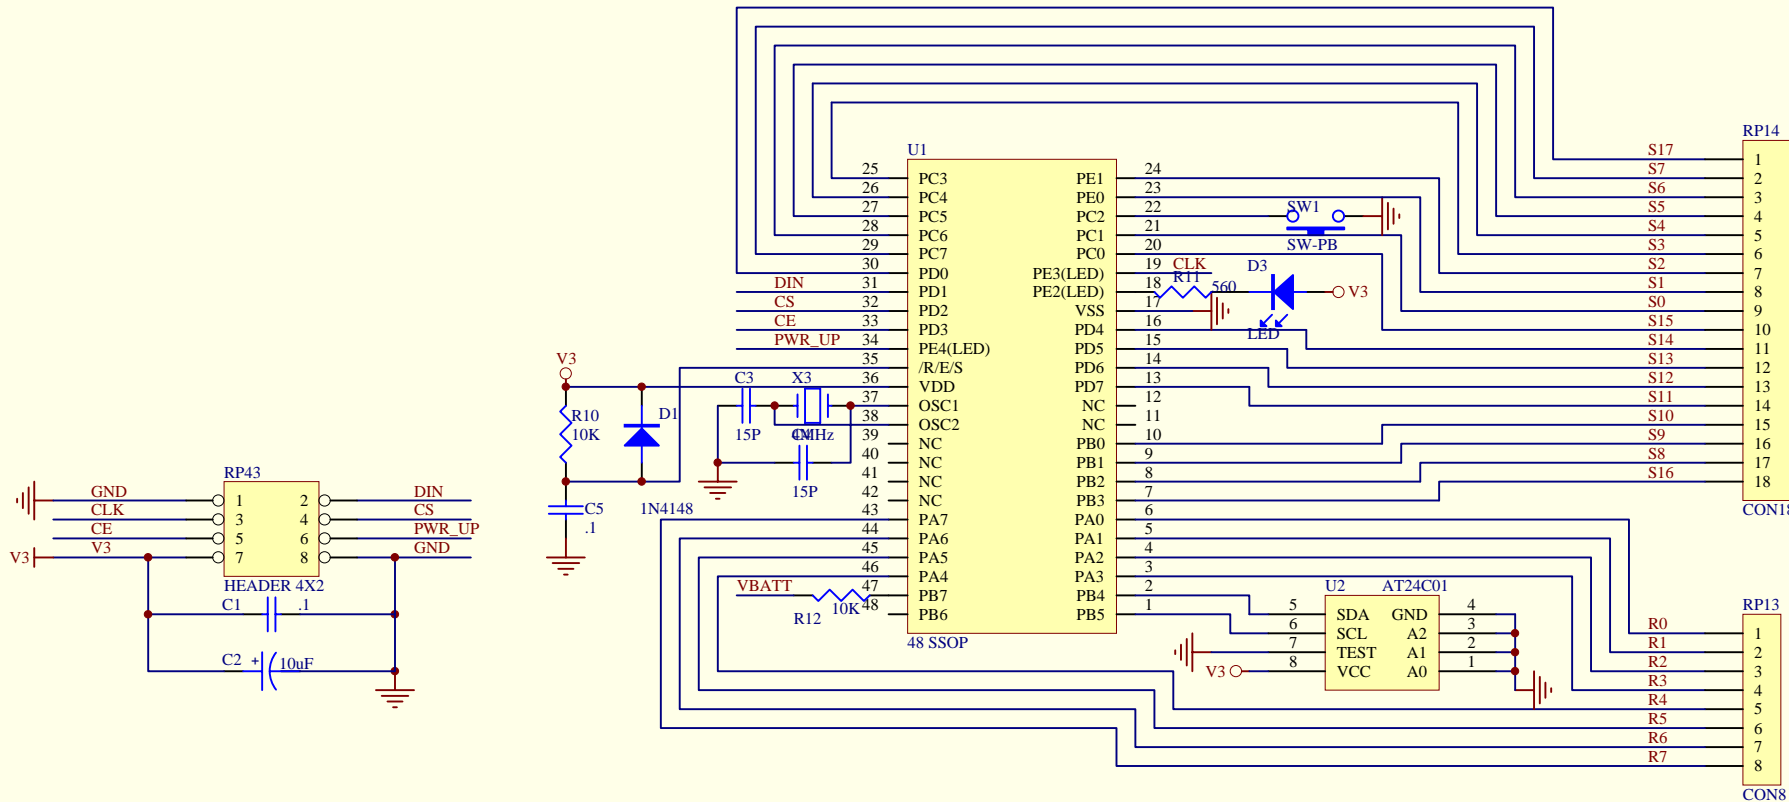 RP14
U1
S17
25 PC3 PE1 24 S7 1
26 PC4 PE0 23 S6 2
27 PC5 PC2 22 SW1 S5 3
28 PC6 PC1 21 S4 4
29 PC7 PC0 20 SW-PB S3 5
30 PD0 PE3(LED) 19 CLK D3 S2 6
DIN 31 PD1 PE2(LED) 18 R11 560 V3 S1 7
CS 32 PD2 VSS 17 S0 8
CE 33 PD3 PD4 16 LED S15 9
PWR_UP 34 PE4(LED) PD5 15 S14 10
V3 35 /R/E/S PD6 14 S13 11
C3 X3 36 VDD PD7 13 S12 12
37 OSC1 NC 12 S11 13
R10 D1 38 OSC2 NC 11 S10 14
10K 15P 4MHz 39 NC PB0 10 S9 15
40 NC PB1 9 S8 16
RP43 41 NC PB2 8 S16 17
GND 1 2 DIN 15P 42 NC PB3 7 18
CLK 3 4 CS C5 1N4148 43 PA7 PA0 6 CON18
CE 5 6 PWR_UP .1 44 PA6 PA1 5
V3 V3 7 8 GND 45 PA5 PA2 4
46 PA4 PA3 3
HEADER 4X2 VBATT 47 PB7 PB4 2 U2 AT24C01
C1 .1 R12 10K 48 PB6 PB5 1 RP13
48 SSOP
5 SDA GND 4 R0
6 SCL A2 3 R1 1
7 TEST A1 2 R2 2
C2 + 10uF V3 8 VCC A0 1 R3 3
R4 4
R5 5
R6 6
R7 7
8
CON8